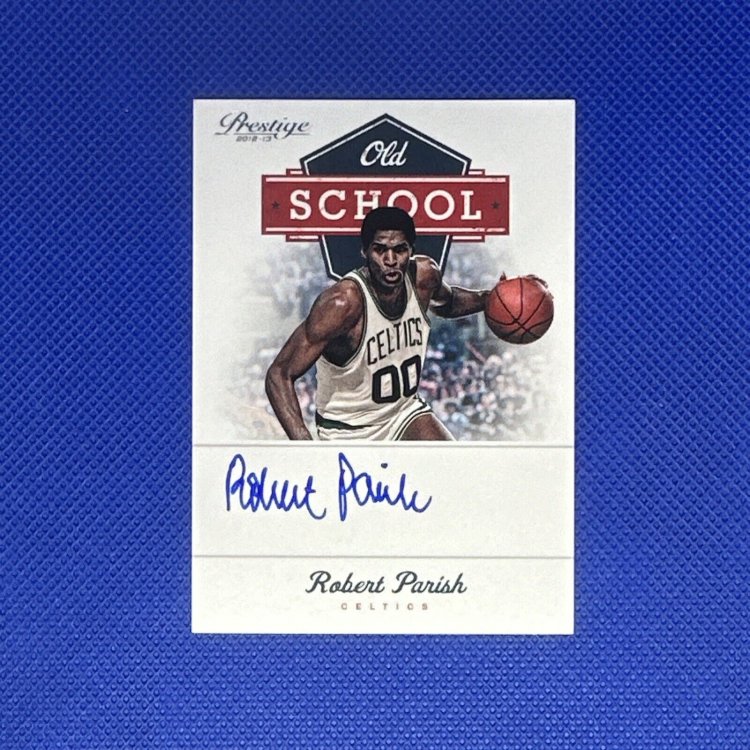 Prestige
2012-13
Old
SCHOOL
CELTICS
00
Robert Parish
Robert Parish
CELTICS